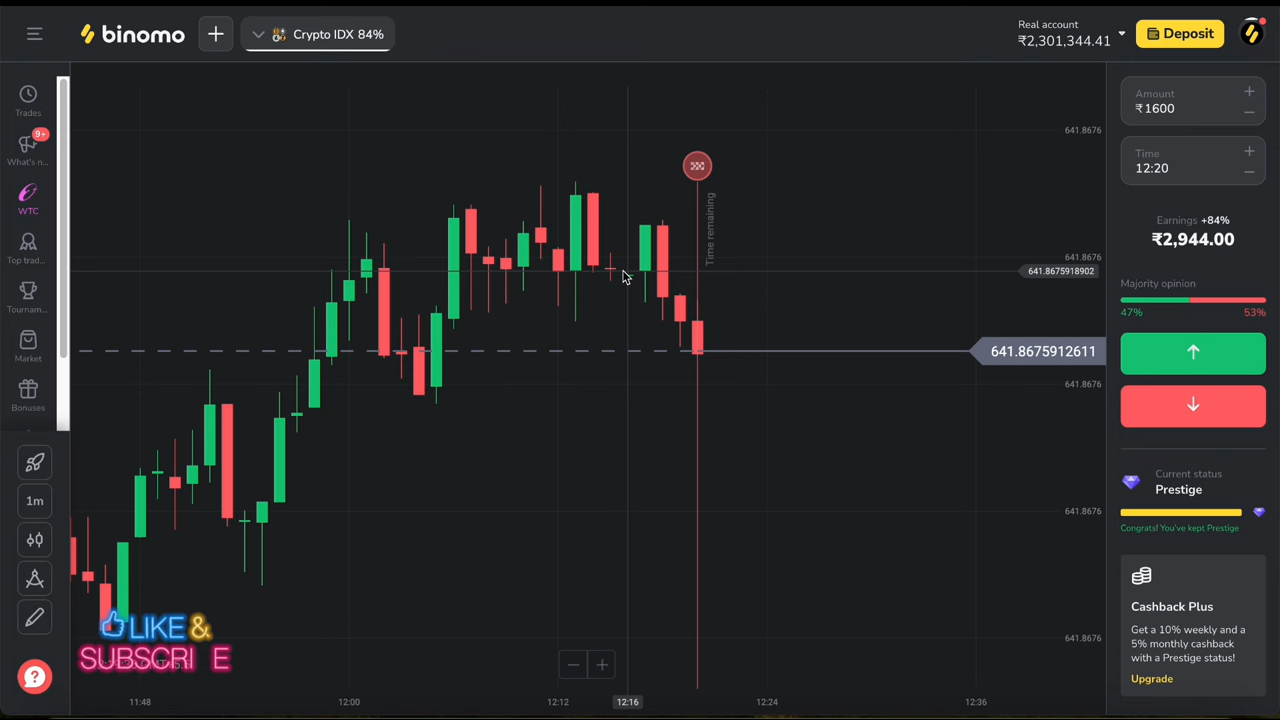 binomo
+
Crypto IDX 84%
Real account
₹2,301,344.41
Deposit
Trades
9+
What's n...
WTC
Top trad...
Tournam...
Market
Bonuses
1m
?
Time remaining
641.8676
641.8676
641.8675918902
641.8675912611
641.8676
641.8676
641.8676
Amount
₹1600
Time
12:20
Earnings +84%
₹2,944.00
Majority opinion
47% 53%
Current status
Prestige
Congrats! You've kept Prestige
Cashback Plus
Get a 10% weekly and a
5% monthly cashback
with a Prestige status!
Upgrade
LIKE &
SUBSCRI E
11:48 12:00 12:12 12:16 12:24 12:36